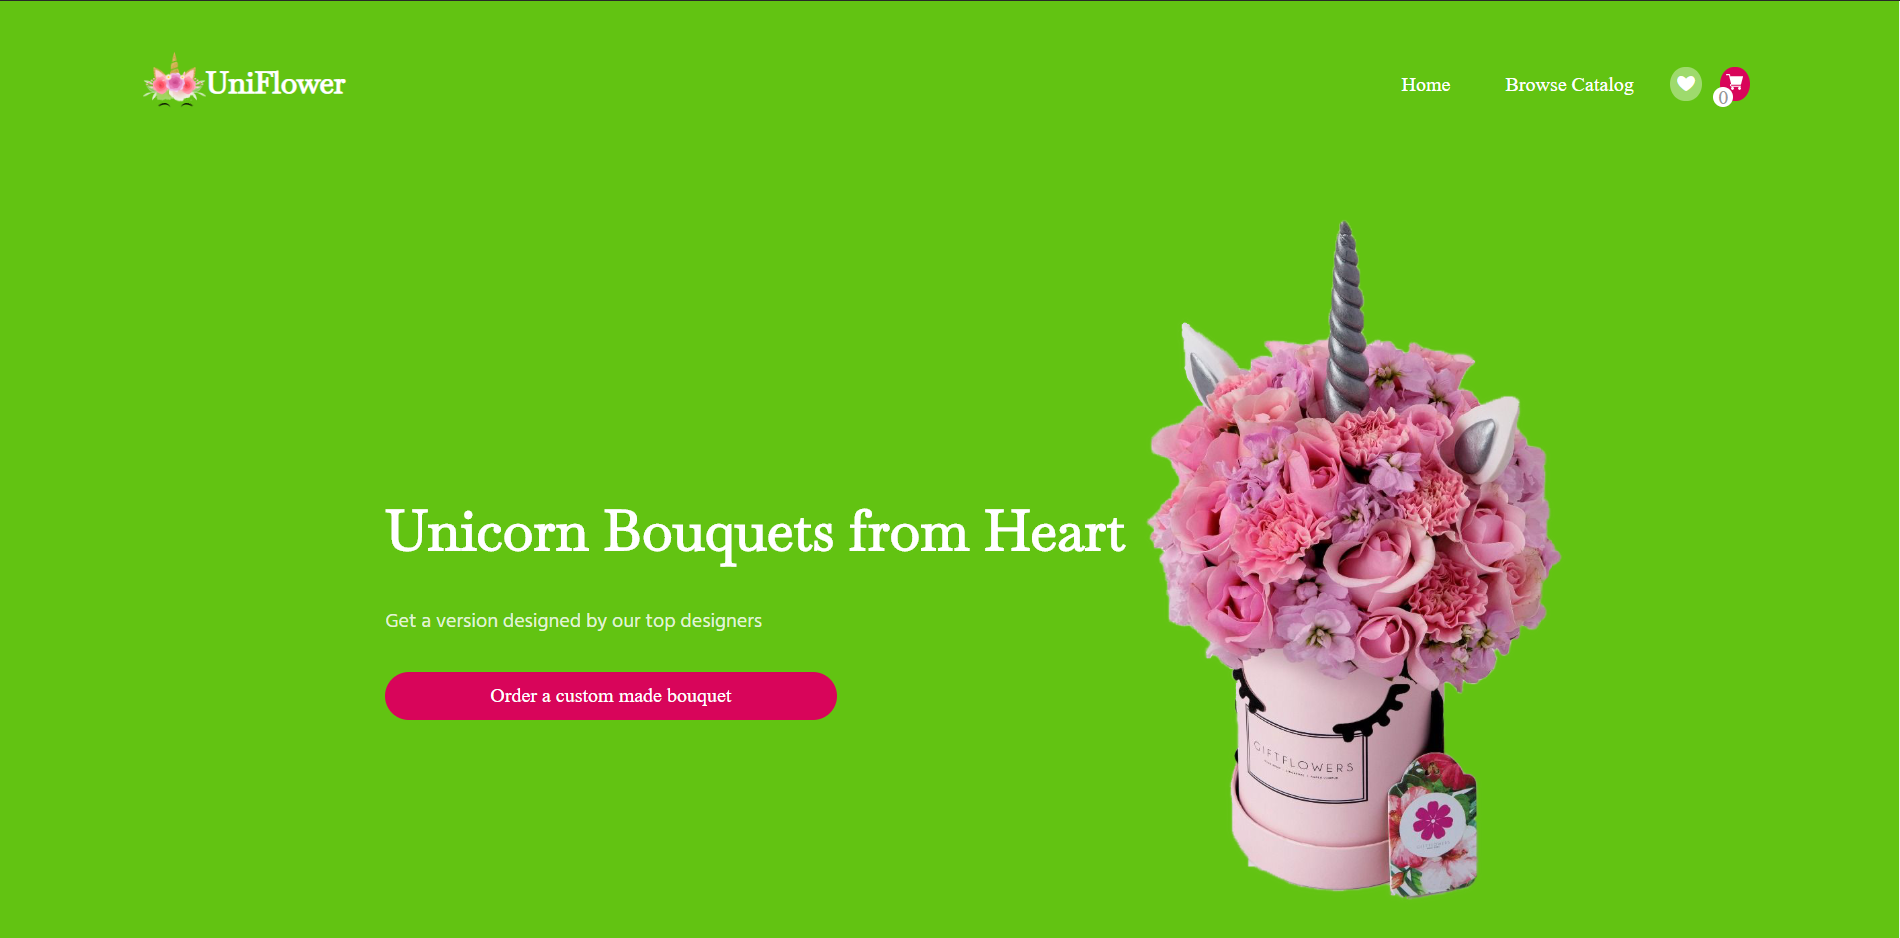 UniFlower
Home
Browse Catalog
0
Unicorn Bouquets from Heart
Get a version designed by our top designers
Order a custom made bouquet
GIFTFLOWERS